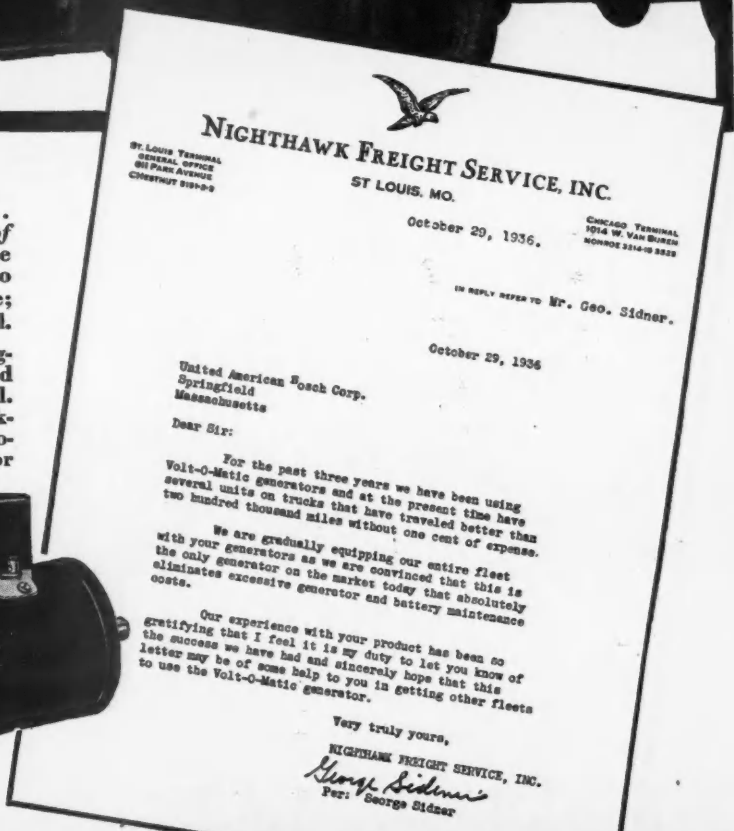 NIGHTHAWK FREIGHT SERVICE, INC.
ST LOUIS, MO.
ST. LOUIS TERMINAL
GENERAL OFFICE
611 PARK AVENUE
CHESTNUT
CHICAGO TERMINAL
1014 W. VAN BUREN
MONROE
October 29, 1936.
IN REPLY REFER TO Mr. Geo. Sidner.
October 29, 1936
United American Bosch Corp.
Springfield
Massachusetts
Dear Sir:
For the past three years we have been using
Volt-O-Matic generators and at the present time have
several units on trucks that have traveled better than
two hundred thousand miles without one cent of expense.
We are gradually equipping our entire fleet
with your generators as we are convinced that this is
the only generator on the market today that absolutely
eliminates excessive generator and battery maintenance
costs.
Our experience with your product has been so
gratifying that I feel it is my duty to let you know of
the success we have had and sincerely hope that this
letter may be of some help to you in getting other fleets
to use the Volt-O-Matic generator.
Very truly yours,
NIGHTHAWK FREIGHT SERVICE, INC.
George Sidner
Per: George Sidner
of
e
o
e;
l.
g-
d
l.
k-
o-
or